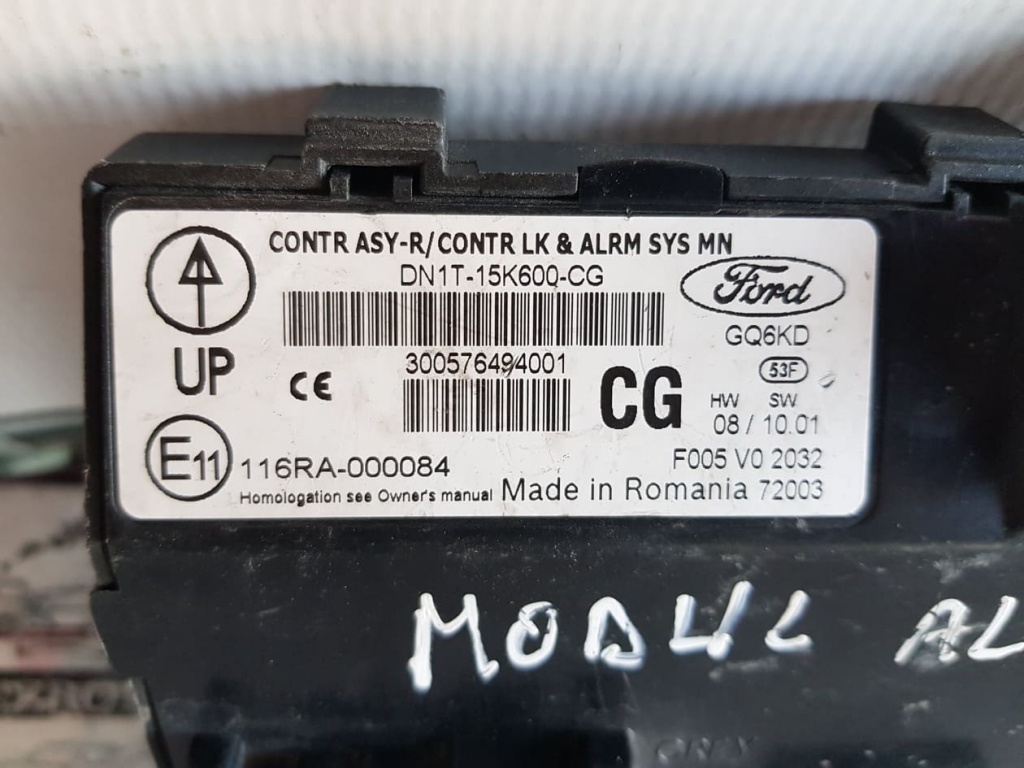 CONTR ASY-R/CONTR LK & ALRM SYS MN
DN1T-15K600-CG
Ford
GQ6KD
UP
300576494001
CE
CG
53F
HW SW
08 / 10.01
E11 116RA-000084
F005 V0 2032
Homologation see Owner's manual Made in Romania 72003
MODUL AL